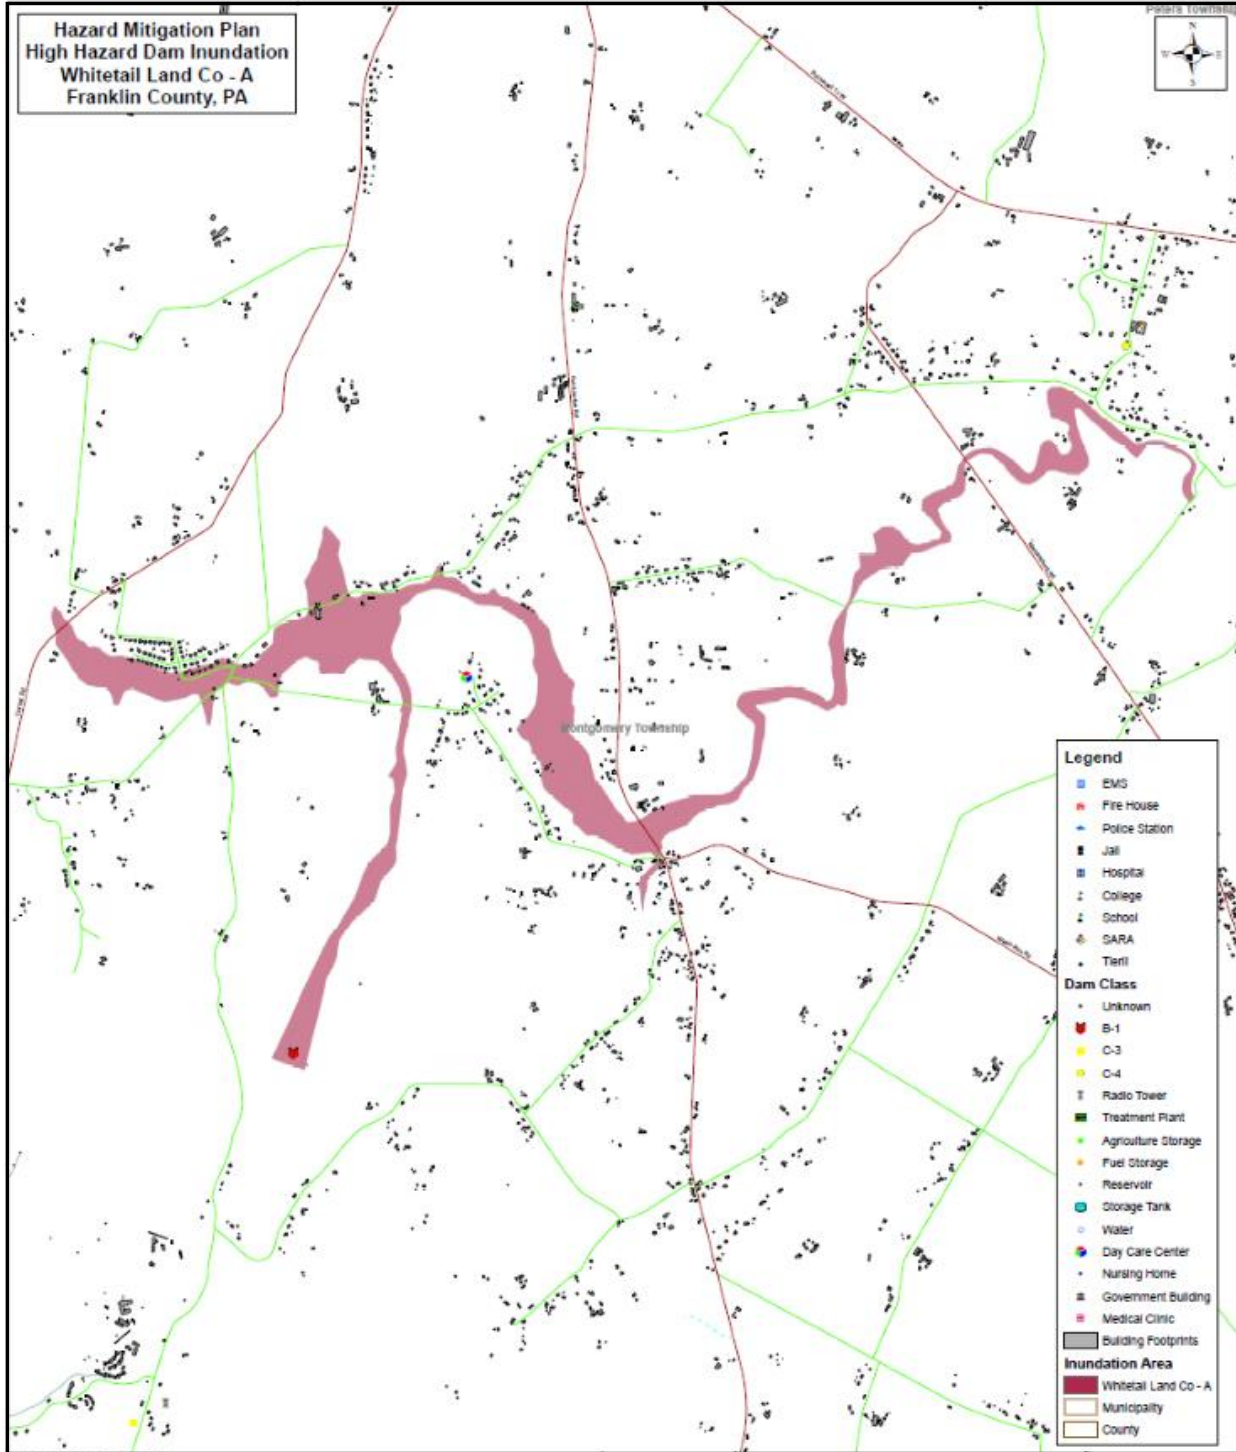 Hazard Mitigation Plan
High Hazard Dam Inundation
Whitetail Land Co - A
Franklin County, PA
Peters Township
N
W
E
S
Montgomery Township
Legend
EMS
Fire House
Police Station
Jail
Hospital
College
School
SARA
TierII
Dam Class
Unknown
B-1
C-3
C-4
Radio Tower
Treatment Plant
Agriculture Storage
Fuel Storage
Reservoir
Storage Tank
Water
Day Care Center
Nursing Home
Government Building
Medical Clinic
Building Footprints
Inundation Area
Whitetail Land Co - A
Municipality
County